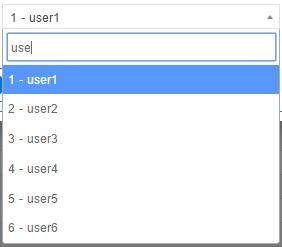 1 - user1
use
1 - user1
2 - user2
3 - user3
4 - user4
5 - user5
6 - user6